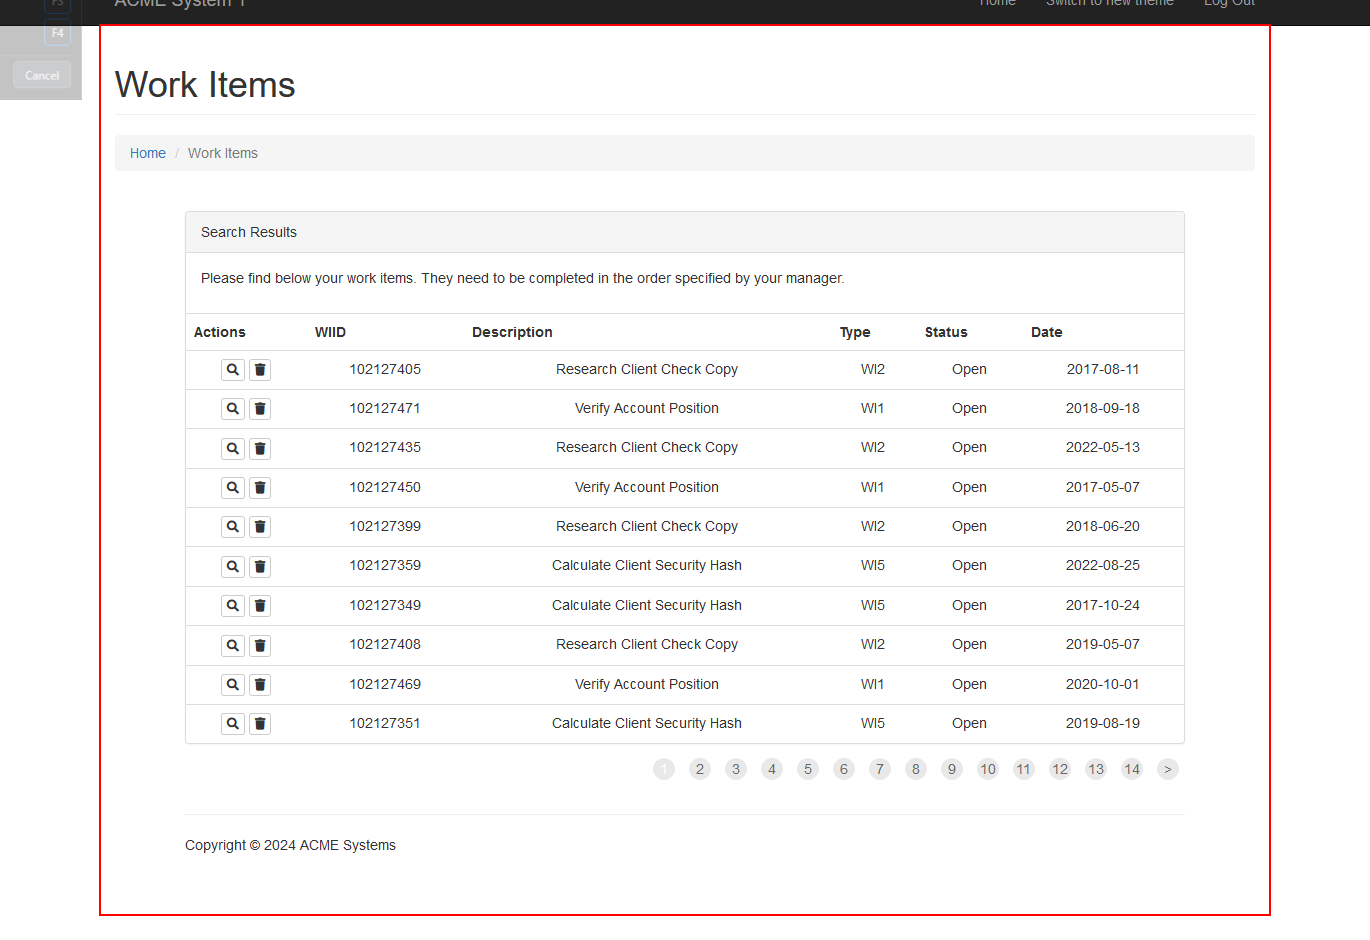 F3
ACME System 1 Home Switch to new theme Log Out
F4
Cancel
Work Items
Home / Work Items
Search Results
Please find below your work items. They need to be completed in the order specified by your manager.
Actions WIID Description Type Status Date
102127405 Research Client Check Copy WI2 Open 2017-08-11
102127471 Verify Account Position WI1 Open 2018-09-18
102127435 Research Client Check Copy WI2 Open 2022-05-13
102127450 Verify Account Position WI1 Open 2017-05-07
102127399 Research Client Check Copy WI2 Open 2018-06-20
102127359 Calculate Client Security Hash WI5 Open 2022-08-25
102127349 Calculate Client Security Hash WI5 Open 2017-10-24
102127408 Research Client Check Copy WI2 Open 2019-05-07
102127469 Verify Account Position WI1 Open 2020-10-01
102127351 Calculate Client Security Hash WI5 Open 2019-08-19
1 2 3 4 5 6 7 8 9 10 11 12 13 14 >
Copyright © 2024 ACME Systems